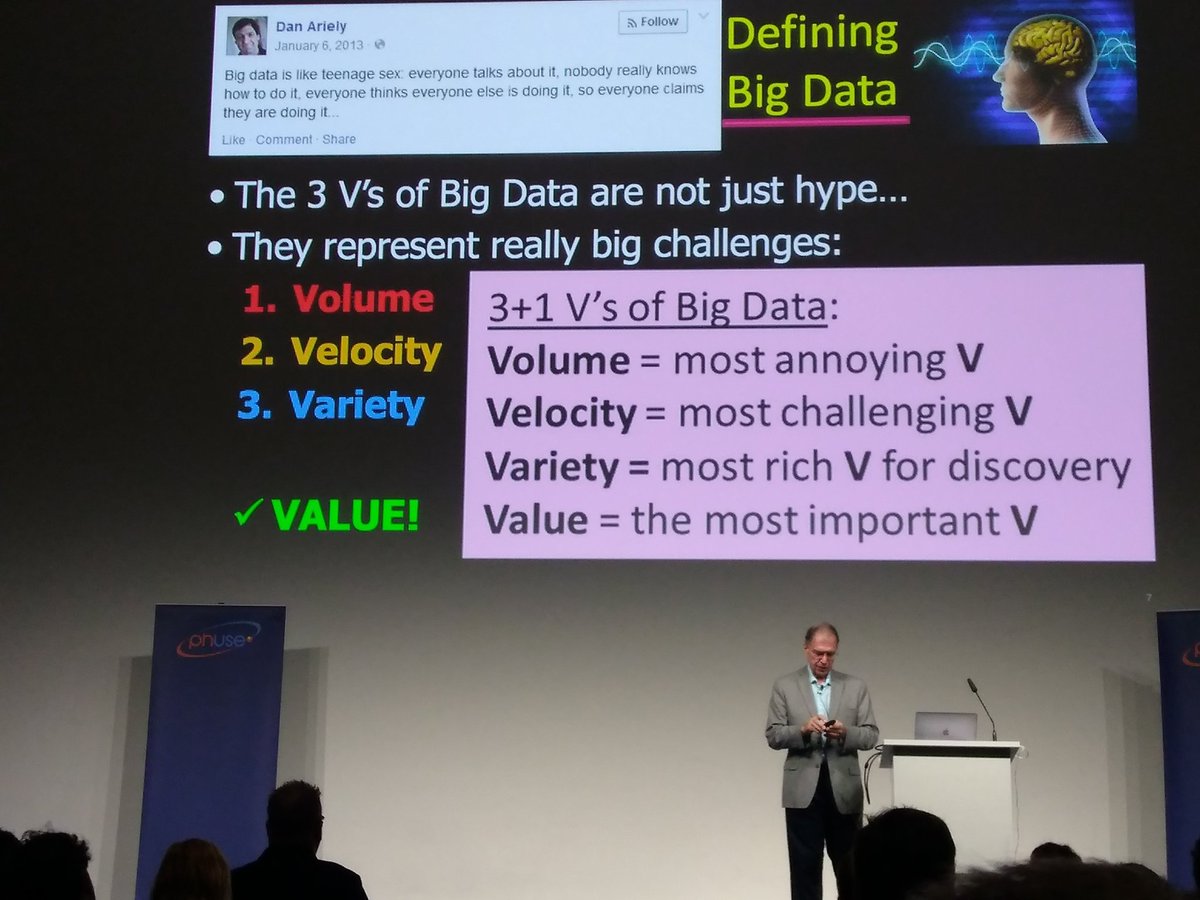 Dan Ariely
January 6, 2013
Follow
Big data is like teenage sex: everyone talks about it, nobody really knows
how to do it, everyone thinks everyone else is doing it, so everyone claims
they are doing it...
Like · Comment · Share
Defining
Big Data
• The 3 V's of Big Data are not just hype...
• They represent really big challenges:
1. Volume
2. Velocity
3. Variety
✓ VALUE!
3+1 V's of Big Data:
Volume = most annoying V
Velocity = most challenging V
Variety = most rich V for discovery
Value = the most important V
7
phuse